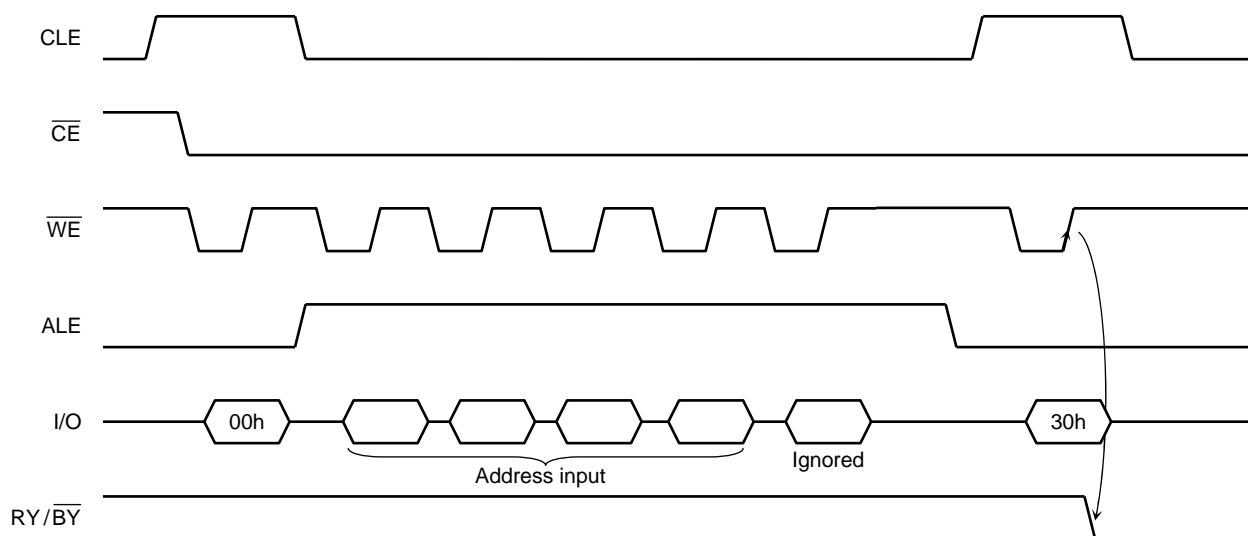 CLE
CE
WE
ALE
I/O
00h
30h
Ignored
Address input
RY/BY